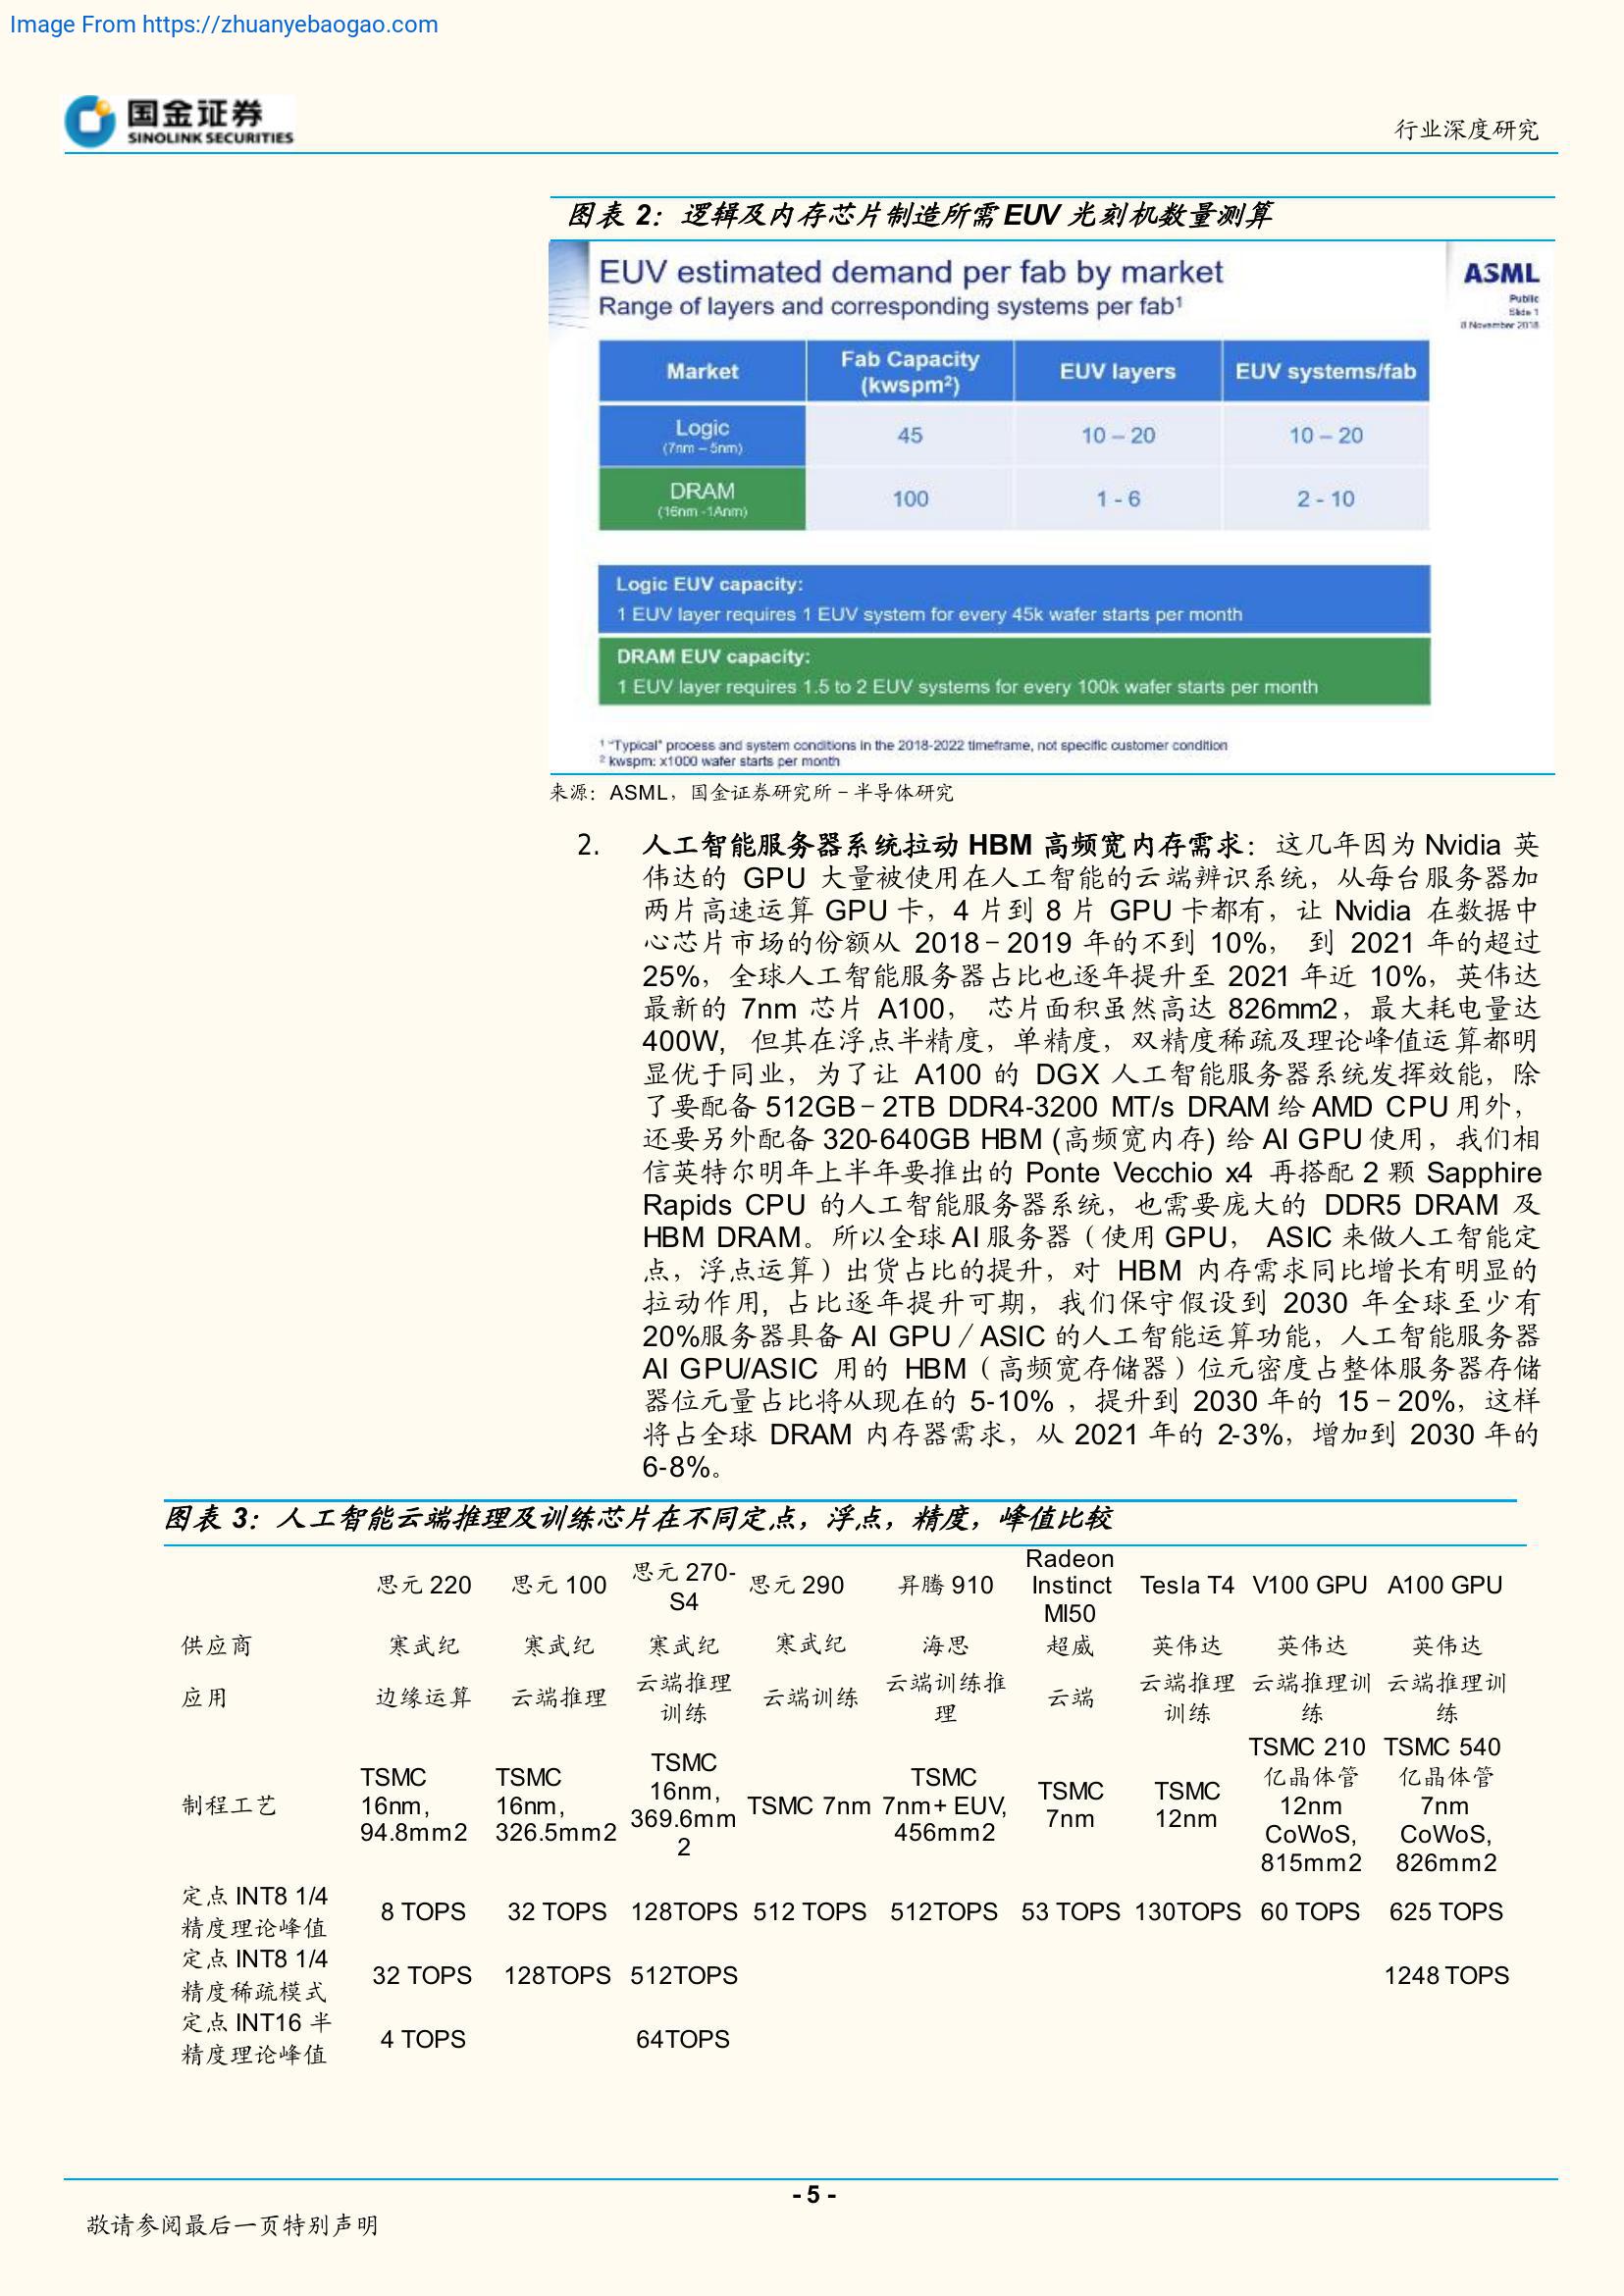 Image From https://zhuanyebaogao.com
国金证券
SINOLINK SECURITIES
行业深度研究
图表 2：逻辑及内存芯片制造所需 EUV 光刻机数量测算
EUV estimated demand per fab by market
Range of layers and corresponding systems per fab¹
ASML
Public
Slide 1
8 November 2018
Market Fab Capacity (kwspm²) EUV layers EUV systems/fab
Logic (7nm – 5nm) 45 10 – 20 10 – 20
DRAM (16nm -1Anm) 100 1 - 6 2 - 10
Logic EUV capacity:
1 EUV layer requires 1 EUV system for every 45k wafer starts per month
DRAM EUV capacity:
1 EUV layer requires 1.5 to 2 EUV systems for every 100k wafer starts per month
¹ "Typical" process and system conditions in the 2018-2022 timeframe, not specific customer condition
² kwspm: x1000 wafer starts per month
来源：ASML，国金证券研究所－半导体研究
2. 人工智能服务器系统拉动 HBM 高频宽内存需求：这几年因为 Nvidia 英
伟达的 GPU 大量被使用在人工智能的云端辨识系统，从每台服务器加
两片高速运算 GPU 卡，4 片到 8 片 GPU 卡都有，让 Nvidia 在数据中
心芯片市场的份额从 2018－2019 年的不到 10%， 到 2021 年的超过
25%，全球人工智能服务器占比也逐年提升至 2021 年近 10%，英伟达
最新的 7nm 芯片 A100， 芯片面积虽然高达 826mm2，最大耗电量达
400W，但其在浮点半精度，单精度，双精度稀疏及理论峰值运算都明
显优于同业，为了让 A100 的 DGX 人工智能服务器系统发挥效能，除
了要配备 512GB－2TB DDR4-3200 MT/s DRAM 给 AMD CPU 用外，
还要另外配备 320-640GB HBM (高频宽内存) 给 AI GPU 使用，我们相
信英特尔明年上半年要推出的 Ponte Vecchio x4 再搭配 2 颗 Sapphire
Rapids CPU 的人工智能服务器系统，也需要庞大的 DDR5 DRAM 及
HBM DRAM。所以全球 AI 服务器（使用 GPU， ASIC 来做人工智能定
点，浮点运算）出货占比的提升，对 HBM 内存需求同比增长有明显的
拉动作用, 占比逐年提升可期，我们保守假设到 2030 年全球至少有
20%服务器具备 AI GPU／ASIC 的人工智能运算功能，人工智能服务器
AI GPU/ASIC 用的 HBM（高频宽存储器）位元密度占整体服务器存储
器位元量占比将从现在的 5-10% ，提升到 2030 年的 15－20%，这样
将占全球 DRAM 内存器需求，从 2021 年的 2-3%，增加到 2030 年的
6-8%。
图表 3：人工智能云端推理及训练芯片在不同定点，浮点，精度，峰值比较
思元 220 思元 100 思元 270-S4 思元 290 昇腾 910 Radeon Instinct MI50 Tesla T4 V100 GPU A100 GPU
供应商 寒武纪 寒武纪 寒武纪 寒武纪 海思 超威 英伟达 英伟达 英伟达
应用 边缘运算 云端推理 云端推理训练 云端训练 云端训练推理 云端 云端推理训练 云端推理训练 云端推理训练
制程工艺 TSMC 16nm, 94.8mm2 TSMC 16nm, 326.5mm2 TSMC 16nm, 369.6mm2 TSMC 7nm TSMC 7nm+ EUV, 456mm2 TSMC 7nm TSMC 12nm TSMC 210 亿晶体管 12nm CoWoS, 815mm2 TSMC 540 亿晶体管 7nm CoWoS, 826mm2
定点 INT8 1/4 精度理论峰值 8 TOPS 32 TOPS 128TOPS 512 TOPS 512TOPS 53 TOPS 130TOPS 60 TOPS 625 TOPS
定点 INT8 1/4 精度稀疏模式 32 TOPS 128TOPS 512TOPS 1248 TOPS
定点 INT16 半精度理论峰值 4 TOPS 64TOPS
- 5 -
敬请参阅最后一页特别声明